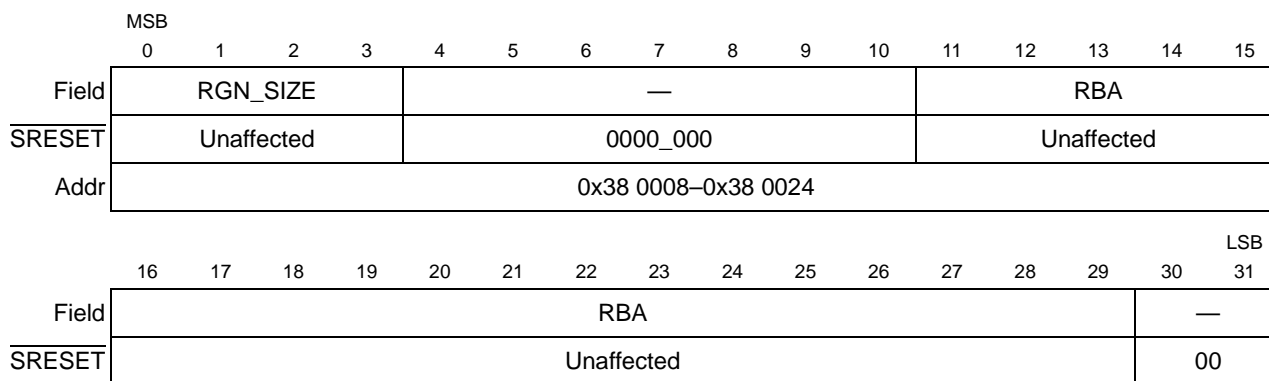 MSB
0 1 2 3 4 5 6 7 8 9 10 11 12 13 14 15
Field RGN_SIZE — RBA
SRESET Unaffected 0000_000 Unaffected
Addr 0x38 0008–0x38 0024
LSB
16 17 18 19 20 21 22 23 24 25 26 27 28 29 30 31
Field RBA —
SRESET Unaffected 00